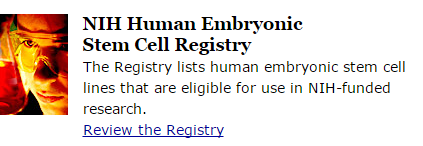 NIH Human Embryonic
Stem Cell Registry
The Registry lists human embryonic stem cell
lines that are eligible for use in NIH-funded
research.
Review the Registry